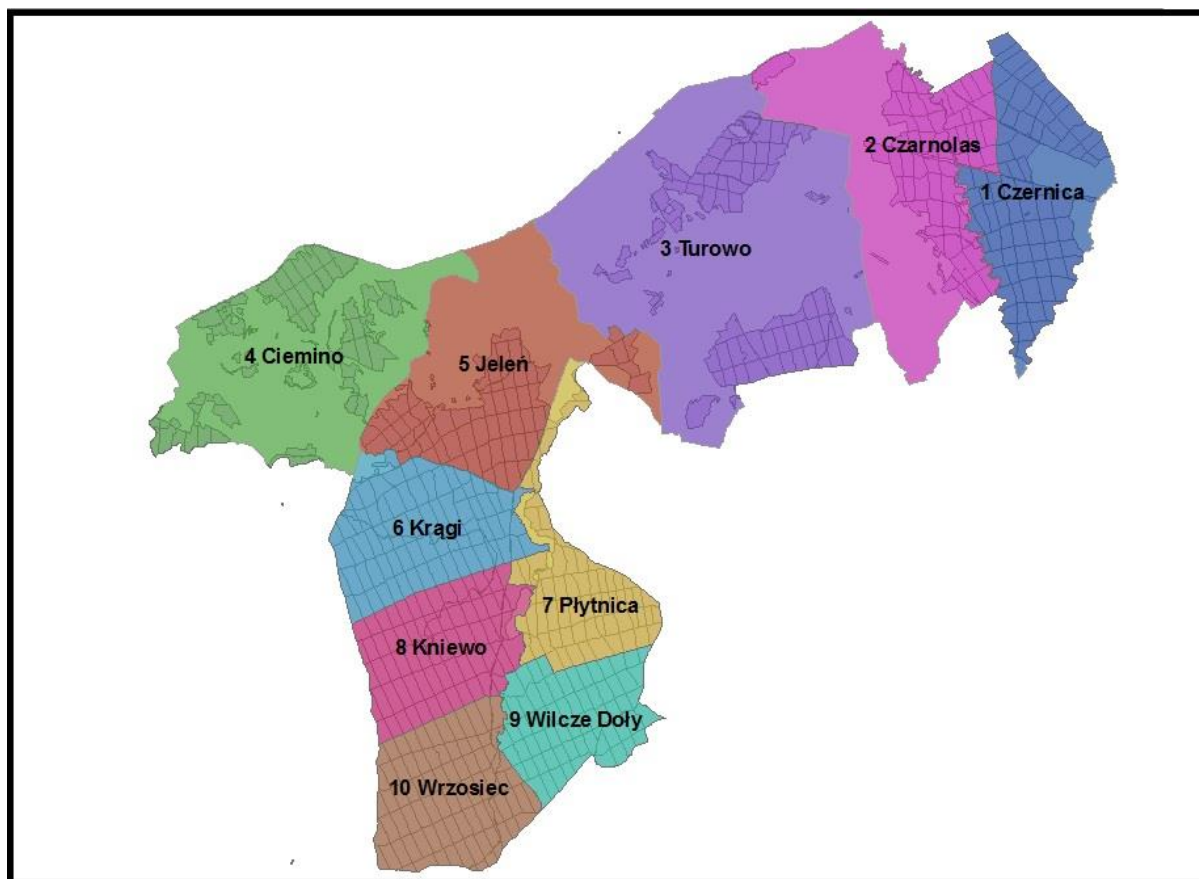 2 Czarnolas
1 Czernica
3 Turowo
4 Ciemino
5 Jeleń
6 Krągi
7 Płytnica
8 Kniewo
9 Wilcze Doły
10 Wrzosiec